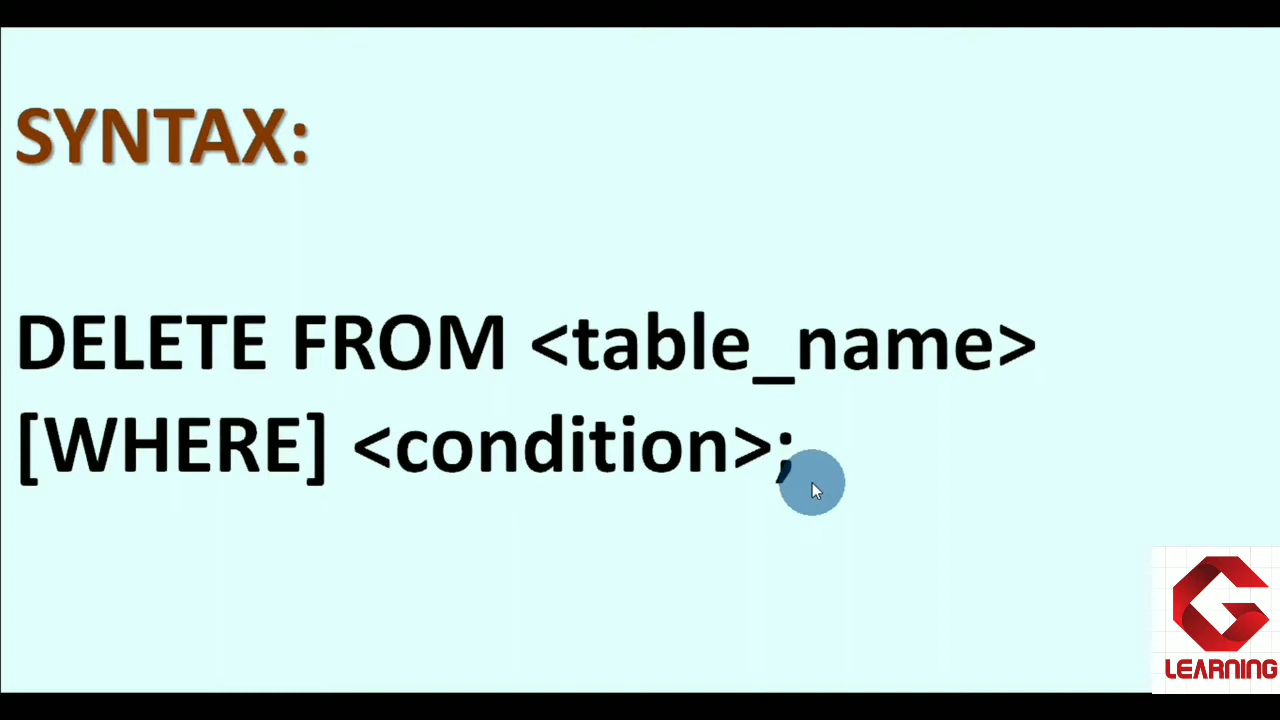 SYNTAX:
DELETE FROM <table_name>
[WHERE] <condition>;
LEARNING